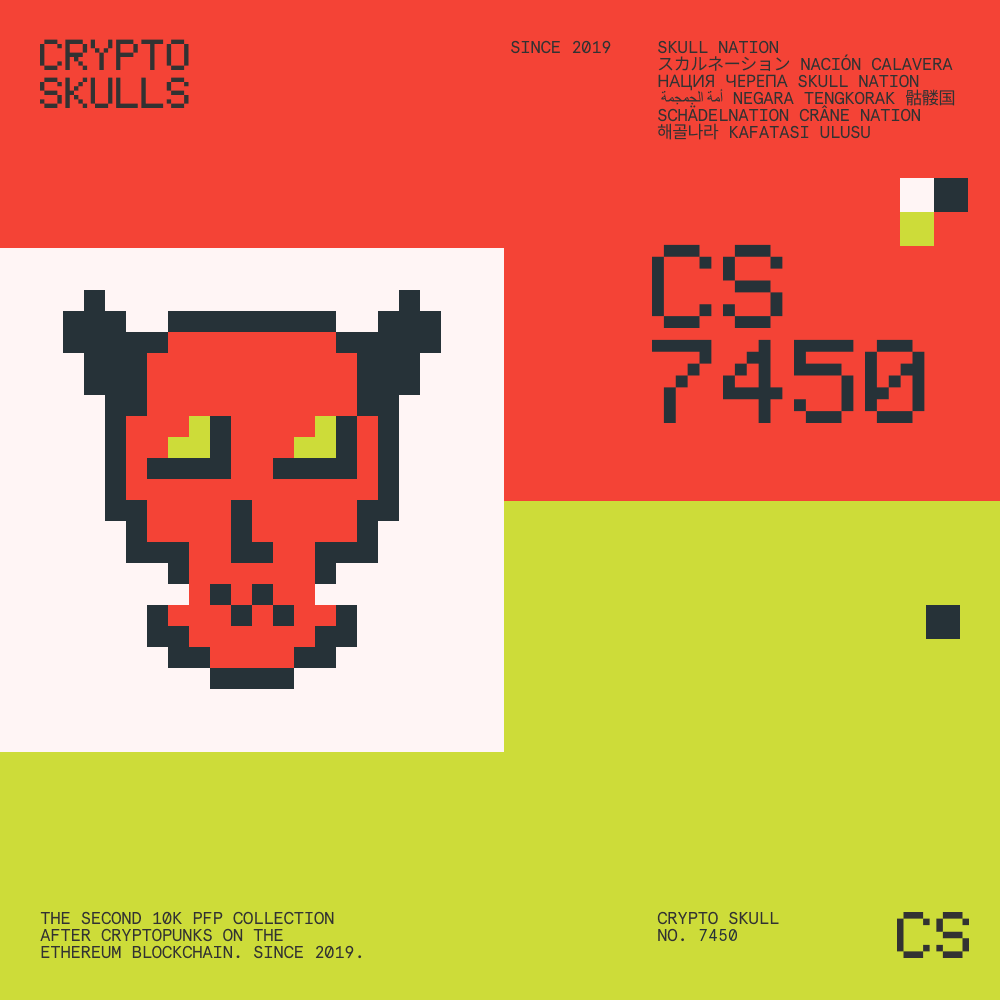 CRYPTO
SKULLS
SINCE 2019
SKULL NATION
スカルネーション NACIÓN CALAVERA
НАЦИЯ ЧЕРЕПА SKULL NATION
أمة الجمجمة NEGARA TENGKORAK 骷髅国
SCHÄDELNATION CRÂNE NATION
해골나라 KAFATASI ULUSU
CS
7450
THE SECOND 10K PFP COLLECTION
AFTER CRYPTOPUNKS ON THE
ETHEREUM BLOCKCHAIN. SINCE 2019.
CRYPTO SKULL
NO. 7450
CS